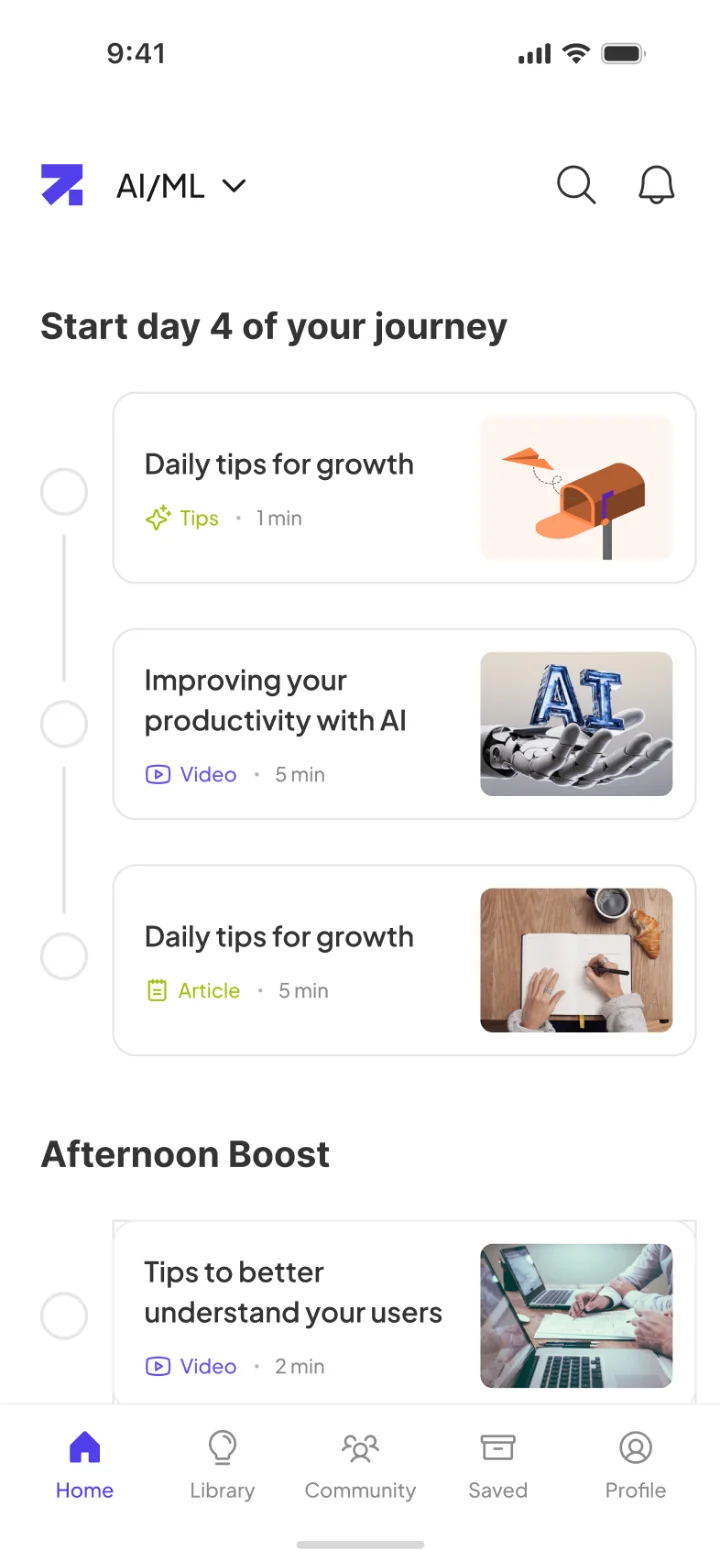 9:41
AI/ML
Start day 4 of your journey
Daily tips for growth
Tips • 1 min
Improving your
productivity with AI
Video • 5 min
AI
Daily tips for growth
Article • 5 min
Afternoon Boost
Tips to better
understand your users
Video • 2 min
Home
Library
Community
Saved
Profile